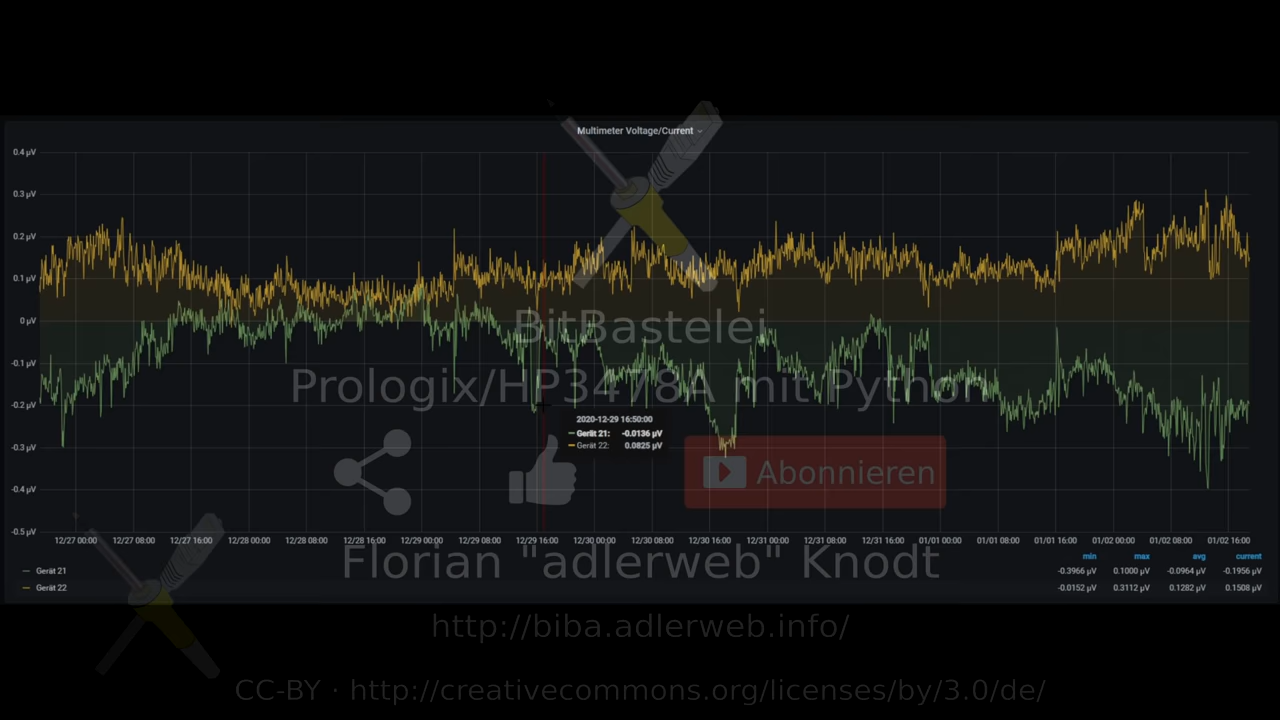 Multimeter Voltage/Current
0.4 µV
0.3 µV
0.2 µV
0.1 µV
0 µV
-0.1 µV
-0.2 µV
-0.3 µV
-0.4 µV
-0.5 µV
BitBastelei
Prologix/HP3478A mit Python
2020-12-29 16:50:00
Gerät 21: -0.0136 µV
Gerät 22: 0.0825 µV
Abonnieren
12/27 00:00 12/27 08:00 12/27 16:00 12/28 00:00 12/28 08:00 12/28 16:00 12/29 00:00 12/29 08:00 12/29 16:00 12/30 00:00 12/30 08:00 12/30 16:00 12/31 00:00 12/31 08:00 12/31 16:00 01/01 00:00 01/01 08:00 01/01 16:00 01/02 00:00 01/02 08:00 01/02 16:00
Florian "adlerweb" Knodt
min max avg current
Gerät 21 -0.3966 µV 0.1000 µV -0.0964 µV -0.1956 µV
Gerät 22 -0.0152 µV 0.3112 µV 0.1282 µV 0.1508 µV
http://biba.adlerweb.info/
CC-BY · http://creativecommons.org/licenses/by/3.0/de/